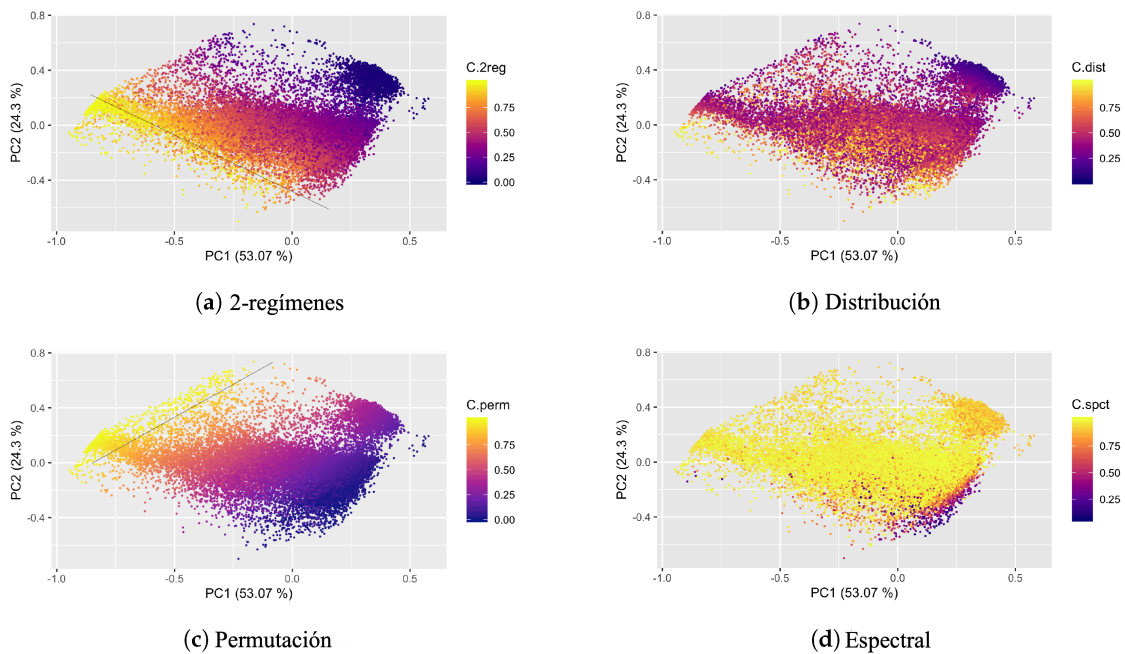 0.8
0.4
0.0
-0.4
PC2 (24.3 %)
-1.0 -0.5 0.0 0.5
PC1 (53.07 %)
C.2reg
0.75
0.50
0.25
0.00
(a) 2-regímenes
0.8
0.4
0.0
-0.4
PC2 (24.3 %)
-1.0 -0.5 0.0 0.5
PC1 (53.07 %)
C.dist
0.75
0.50
0.25
(b) Distribución
0.8
0.4
0.0
-0.4
PC2 (24.3 %)
-1.0 -0.5 0.0 0.5
PC1 (53.07 %)
C.perm
0.75
0.50
0.25
0.00
(c) Permutación
0.8
0.4
0.0
-0.4
PC2 (24.3 %)
-1.0 -0.5 0.0 0.5
PC1 (53.07 %)
C.spct
0.75
0.50
0.25
(d) Espectral